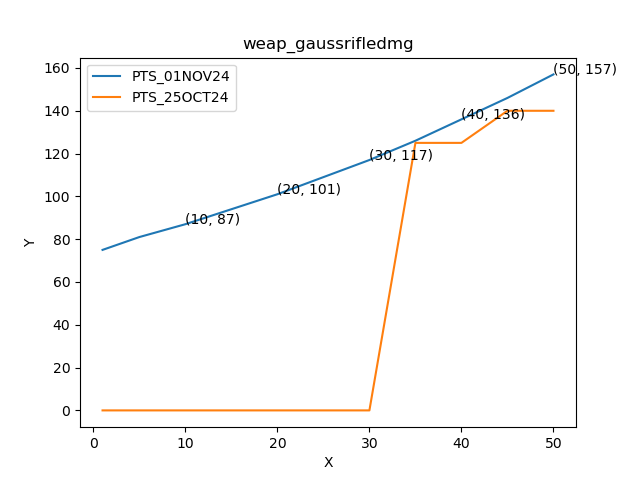 weap_gaussrifledmg
PTS_01NOV24
PTS_25OCT24
160
140
120
100
80
60
40
20
0
Y
(50, 157)
(40, 136)
(30, 117)
(20, 101)
(10, 87)
0 10 20 30 40 50
X